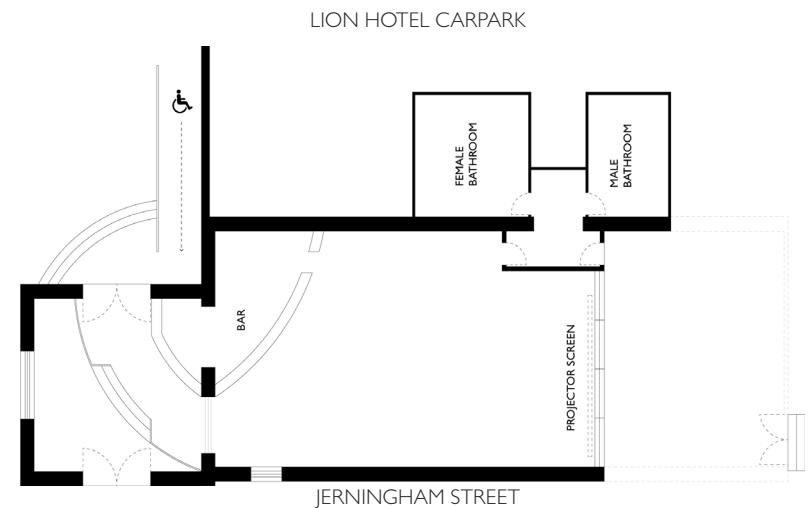 LION HOTEL CARPARK
FEMALE
BATHROOM
MALE
BATHROOM
BAR
PROJECTOR SCREEN
JERNINGHAM STREET